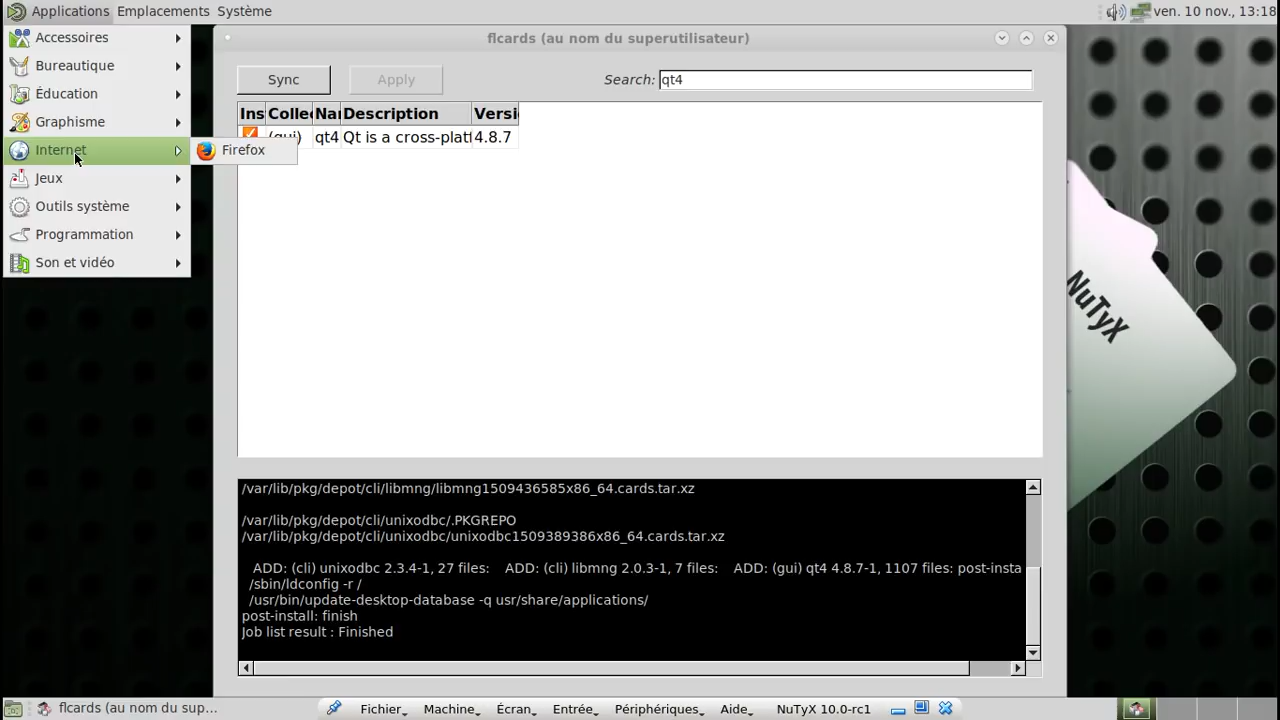 Applications Emplacements Système ven. 10 nov., 13:18
Accessoires
Bureautique
Éducation
Graphisme
Internet
Jeux
Outils système
Programmation
Son et vidéo
Firefox
flcards (au nom du superutilisateur)
Sync Apply Search: qt4
Ins Collec Nar Description Versi
(gui) qt4 Qt is a cross-platf 4.8.7
NuTyX
/var/lib/pkg/depot/cli/libmng/libmng1509436585x86_64.cards.tar.xz
/var/lib/pkg/depot/cli/unixodbc/.PKGREPO
/var/lib/pkg/depot/cli/unixodbc/unixodbc1509389386x86_64.cards.tar.xz
ADD: (cli) unixodbc 2.3.4-1, 27 files: ADD: (cli) libmng 2.0.3-1, 7 files: ADD: (gui) qt4 4.8.7-1, 1107 files: post-insta
/sbin/ldconfig -r /
/usr/bin/update-desktop-database -q usr/share/applications/
post-install: finish
Job list result : Finished
flcards (au nom du sup... Fichier Machine Écran Entrée Périphériques Aide NuTyX 10.0-rc1